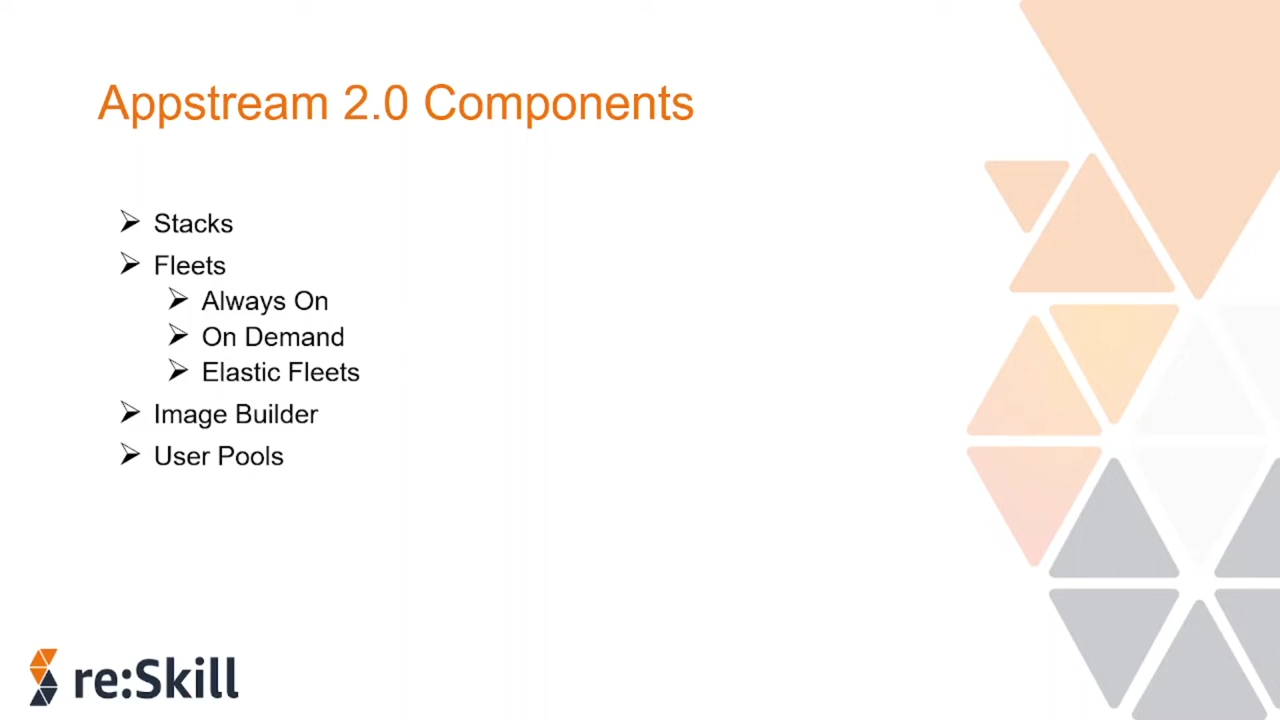 Appstream 2.0 Components
Stacks
Fleets
Always On
On Demand
Elastic Fleets
Image Builder
User Pools
re:Skill